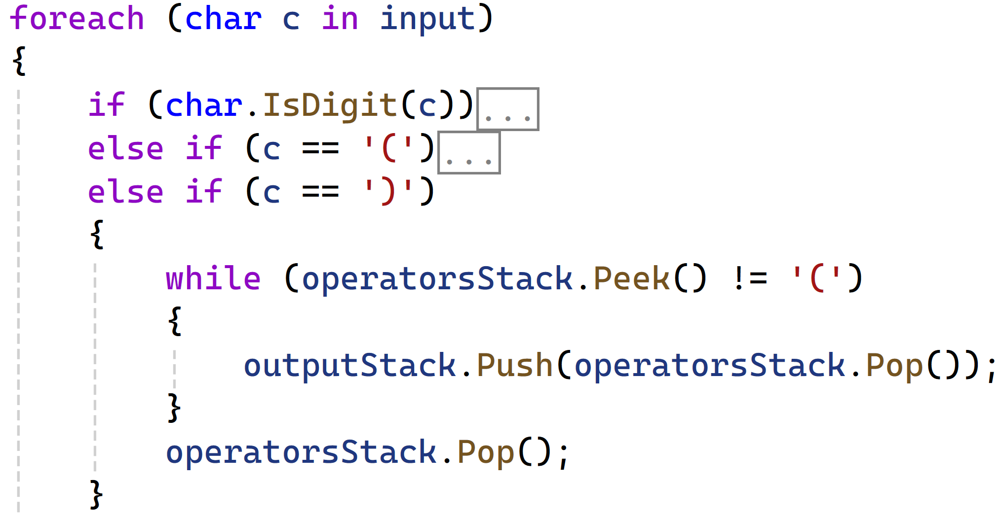 foreach (char c in input)
{
    if (char.IsDigit(c))...
    else if (c == '(')...
    else if (c == ')')
    {
        while (operatorsStack.Peek() != '(')
        {
            outputStack.Push(operatorsStack.Pop());
        }
        operatorsStack.Pop();
    }